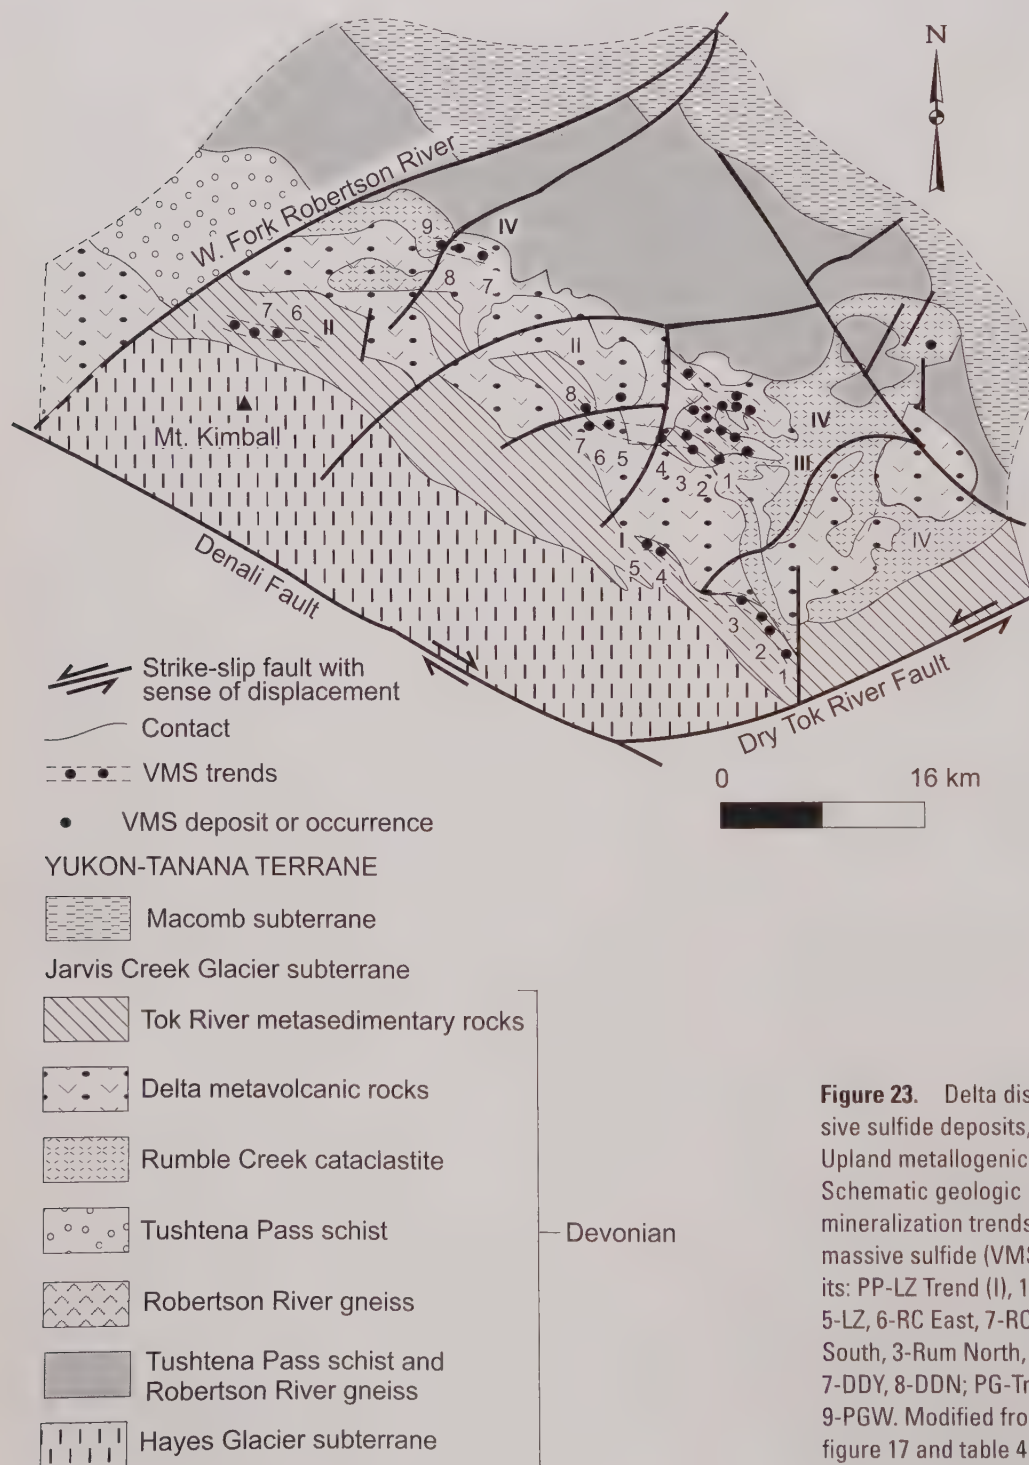 N
W. Fork Robertson River
9
IV
8
7
I
7
6
II
II
8
Mt. Kimball
7
6
5
4
3
2
1
IV
III
I
5
4
IV
3
2
1
Denali Fault
Dry Tok River Fault
Strike-slip fault with
sense of displacement
Contact
VMS trends
VMS deposit or occurrence
0 16 km
YUKON-TANANA TERRANE
Macomb subterrane
Jarvis Creek Glacier subterrane
Tok River metasedimentary rocks
Delta metavolcanic rocks
Rumble Creek cataclastite
Tushtena Pass schist
Devonian
Robertson River gneiss
Tushtena Pass schist and
Robertson River gneiss
Hayes Glacier subterrane
Figure 23. Delta dis
sive sulfide deposits,
Upland metallogenic
Schematic geologic
mineralization trends
massive sulfide (VMS
its: PP-LZ Trend (I), 1
5-LZ, 6-RC East, 7-RC
South, 3-Rum North,
7-DDY, 8-DDN; PG-Tr
9-PGW. Modified fro
figure 17 and table 4